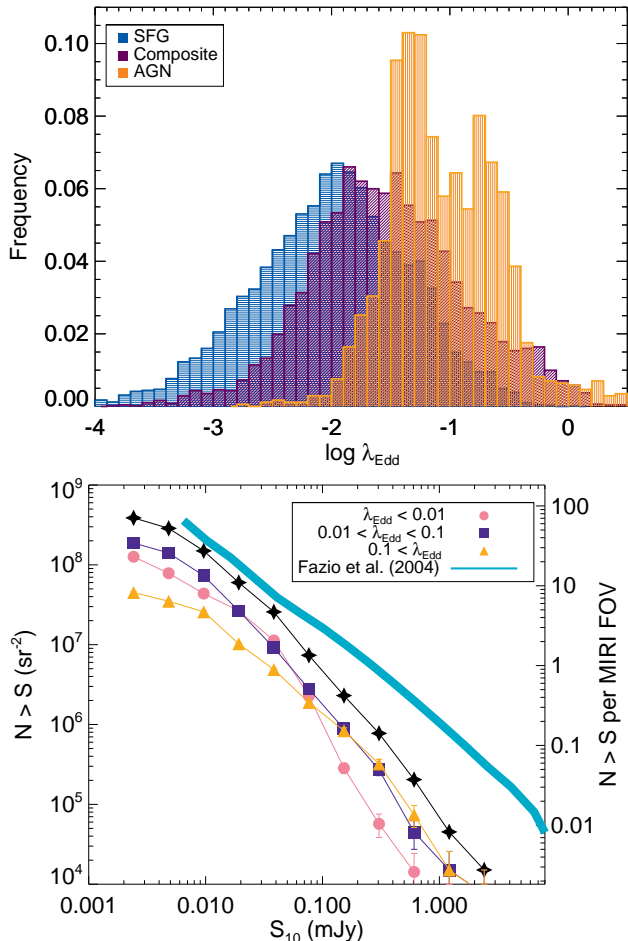 SFG
Composite
AGN
0.10
0.08
0.06
0.04
0.02
0.00
Frequency
-4 -3 -2 -1 0
log λEdd
λEdd < 0.01
0.01 < λEdd < 0.1
0.1 < λEdd
Fazio et al. (2004)
10⁹
10⁸
10⁷
10⁶
10⁵
10⁴
N > S (sr⁻²)
100
10
1
0.1
0.01
N > S per MIRI FOV
0.001 0.010 0.100 1.000
S₁₀ (mJy)